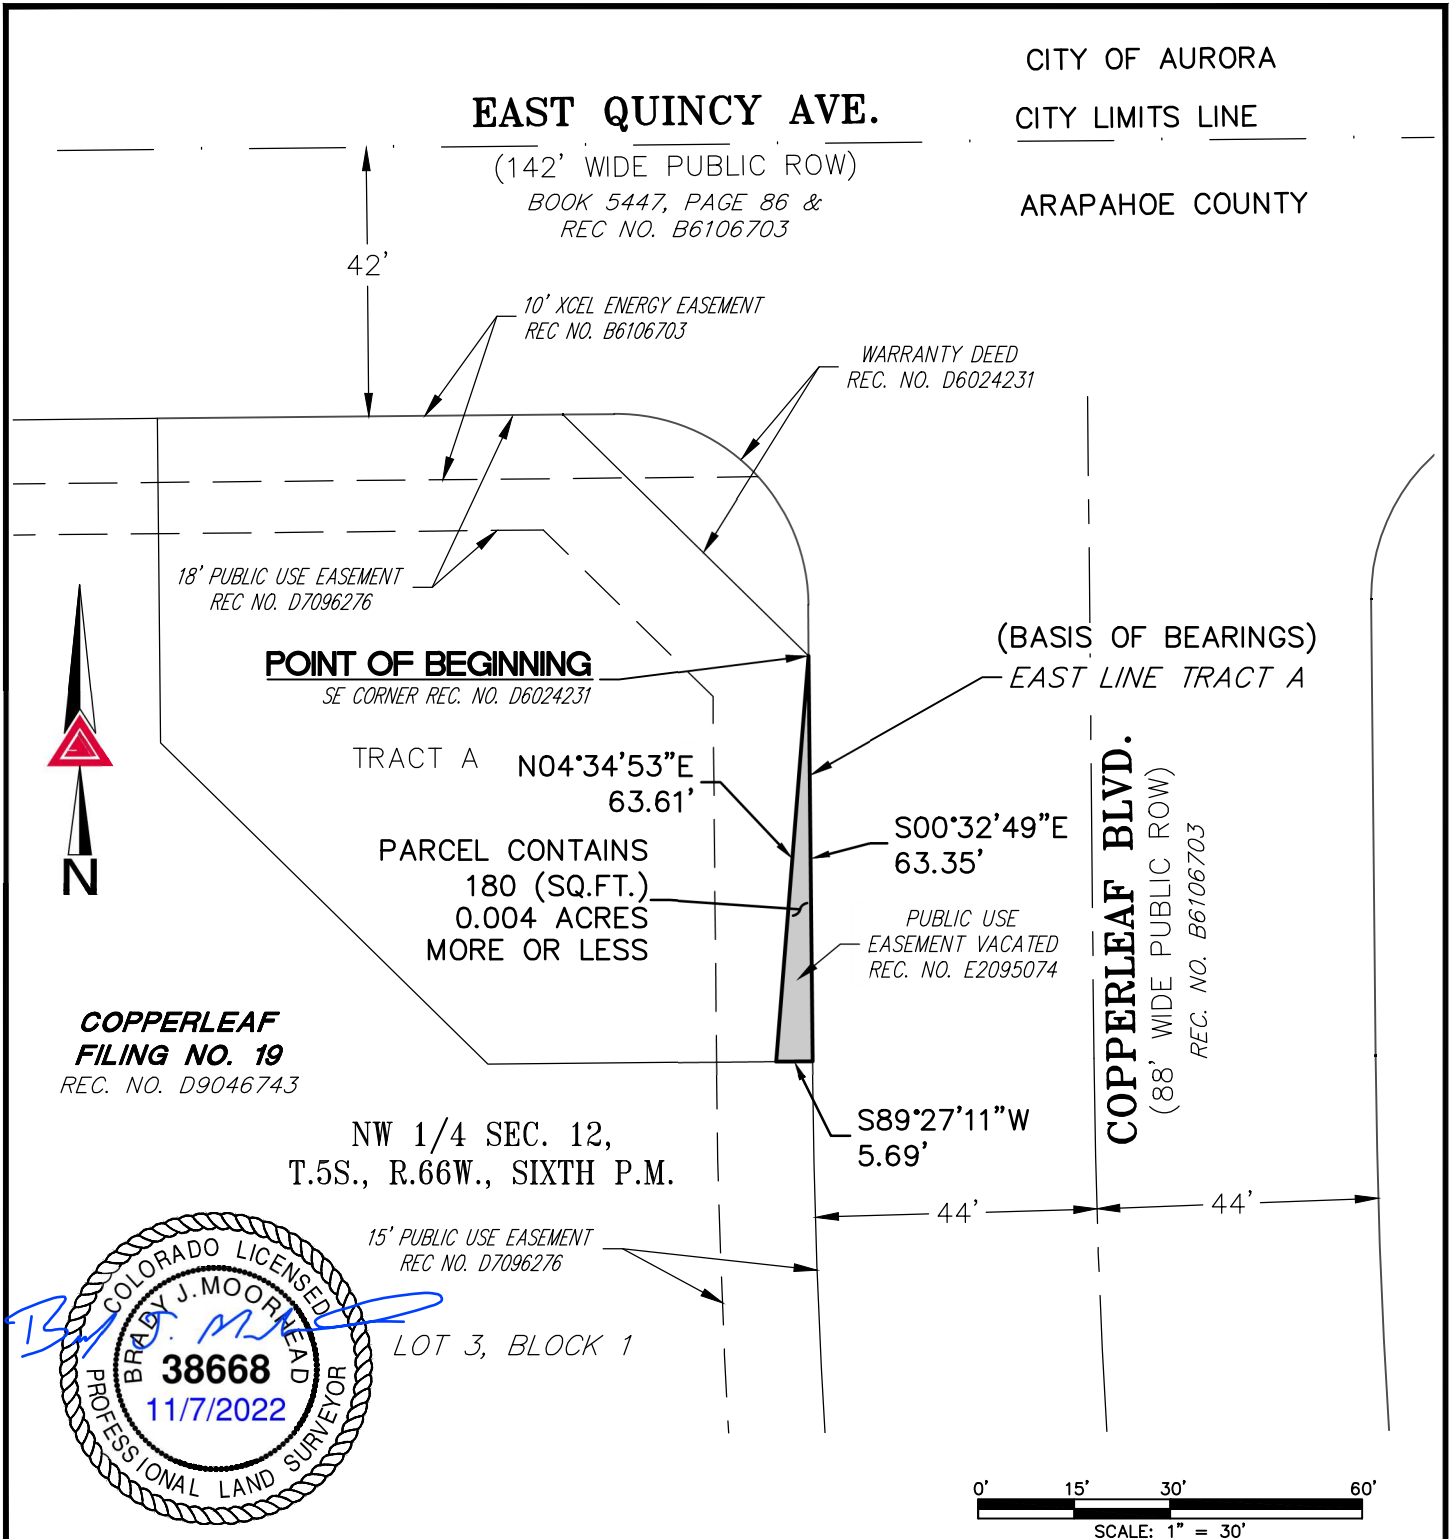 CITY OF AURORA
EAST QUINCY AVE.
CITY LIMITS LINE
(142' WIDE PUBLIC ROW)
BOOK 5447, PAGE 86 &
REC NO. B6106703
ARAPAHOE COUNTY
42'
10' XCEL ENERGY EASEMENT
REC NO. B6106703
WARRANTY DEED
REC. NO. D6024231
18' PUBLIC USE EASEMENT
REC NO. D7096276
(BASIS OF BEARINGS)
EAST LINE TRACT A
POINT OF BEGINNING
SE CORNER REC. NO. D6024231
TRACT A
N04°34'53"E
63.61'
S00°32'49"E
63.35'
PARCEL CONTAINS
180 (SQ.FT.)
0.004 ACRES
MORE OR LESS
PUBLIC USE
EASEMENT VACATED
REC. NO. E2095074
COPPERLEAF BLVD.
(88' WIDE PUBLIC ROW)
REC. NO. B6106703
N
COPPERLEAF
FILING NO. 19
REC. NO. D9046743
S89°27'11"W
5.69'
NW 1/4 SEC. 12,
T.5S., R.66W., SIXTH P.M.
44'
44'
15' PUBLIC USE EASEMENT
REC NO. D7096276
LOT 3, BLOCK 1
COLORADO LICENSED
BRADY J. MOORHEAD
38668
11/7/2022
PROFESSIONAL LAND SURVEYOR
0' 15' 30' 60'
SCALE: 1" = 30'